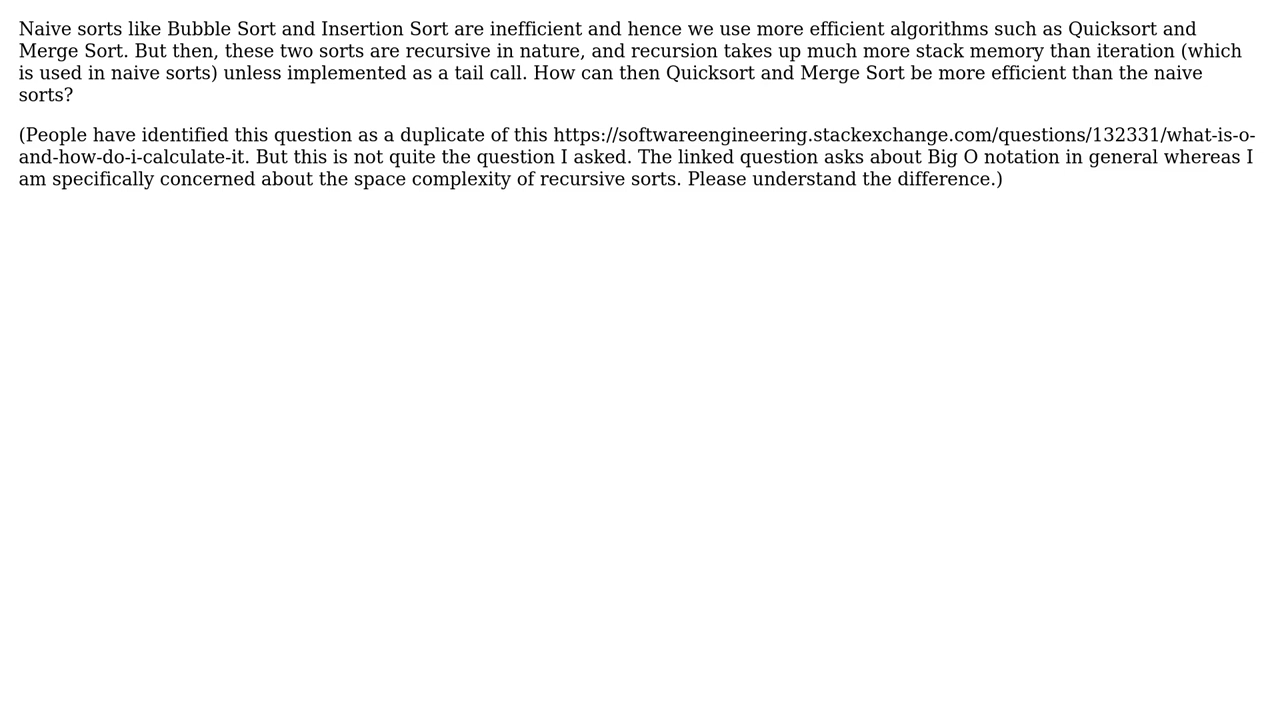 Naive sorts like Bubble Sort and Insertion Sort are inefficient and hence we use more efficient algorithms such as Quicksort and
Merge Sort. But then, these two sorts are recursive in nature, and recursion takes up much more stack memory than iteration (which
is used in naive sorts) unless implemented as a tail call. How can then Quicksort and Merge Sort be more efficient than the naive
sorts?
(People have identified this question as a duplicate of this https://softwareengineering.stackexchange.com/questions/132331/what-is-o-
and-how-do-i-calculate-it. But this is not quite the question I asked. The linked question asks about Big O notation in general whereas I
am specifically concerned about the space complexity of recursive sorts. Please understand the difference.)